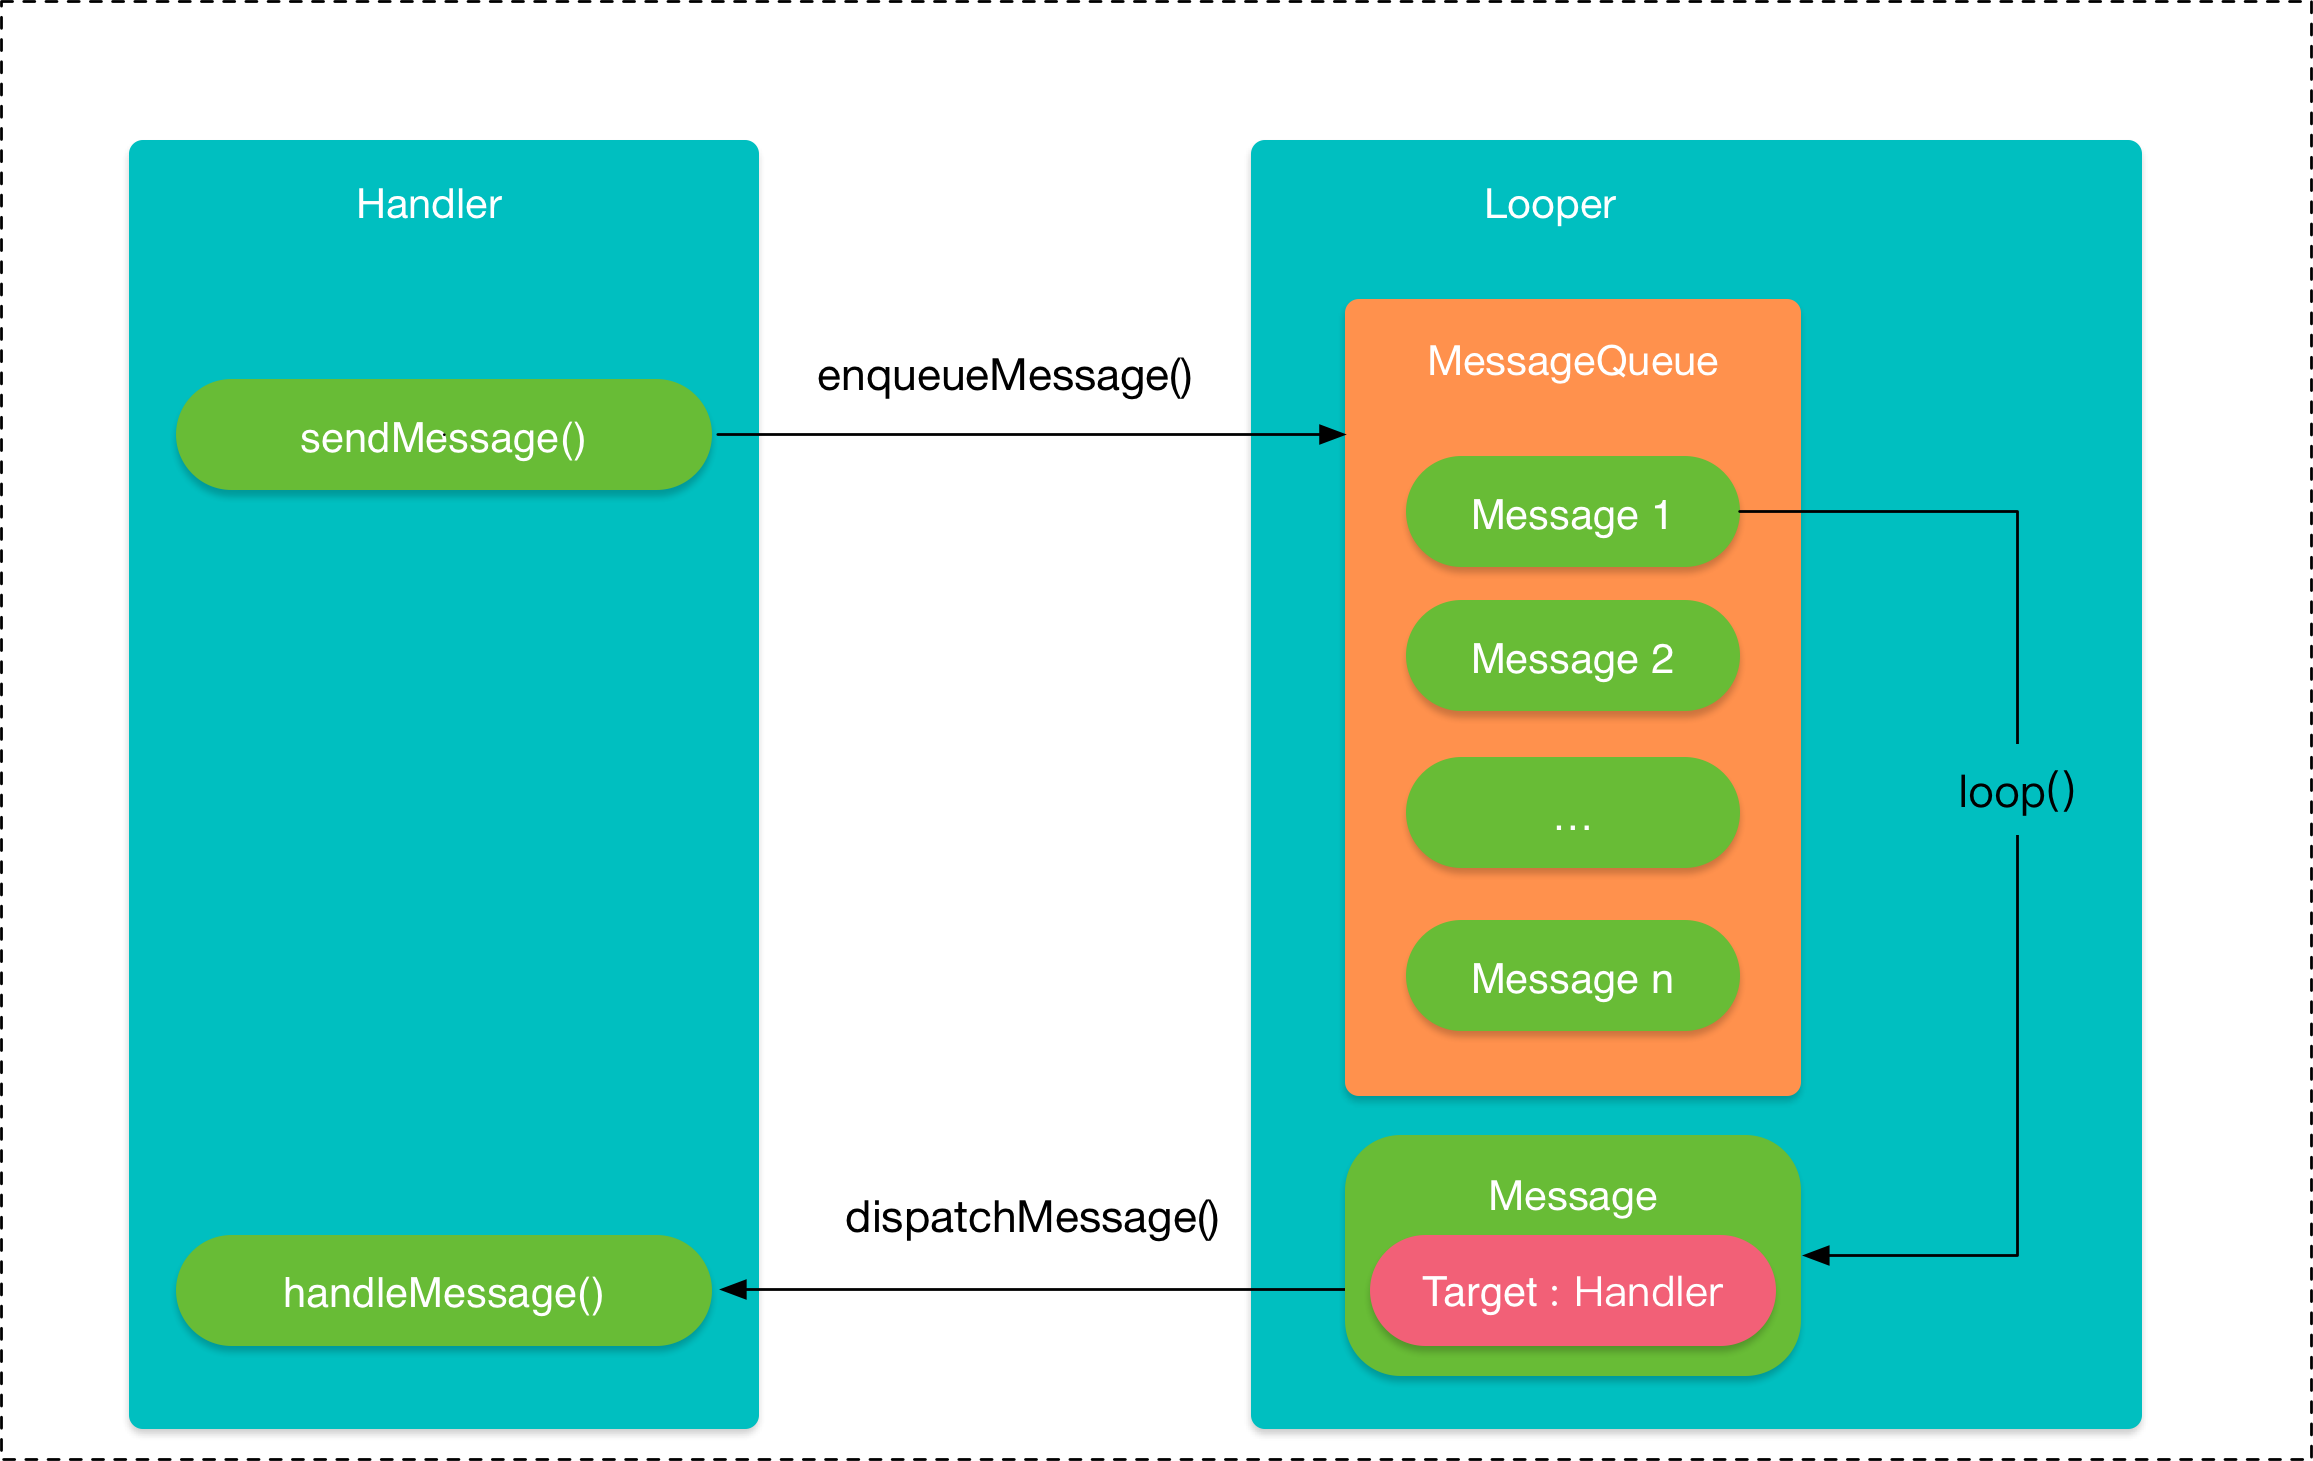 Handler
Looper
enqueueMessage()
MessageQueue
sendMessage()
Message 1
Message 2
loop()
...
Message n
Message
dispatchMessage()
handleMessage()
Target : Handler